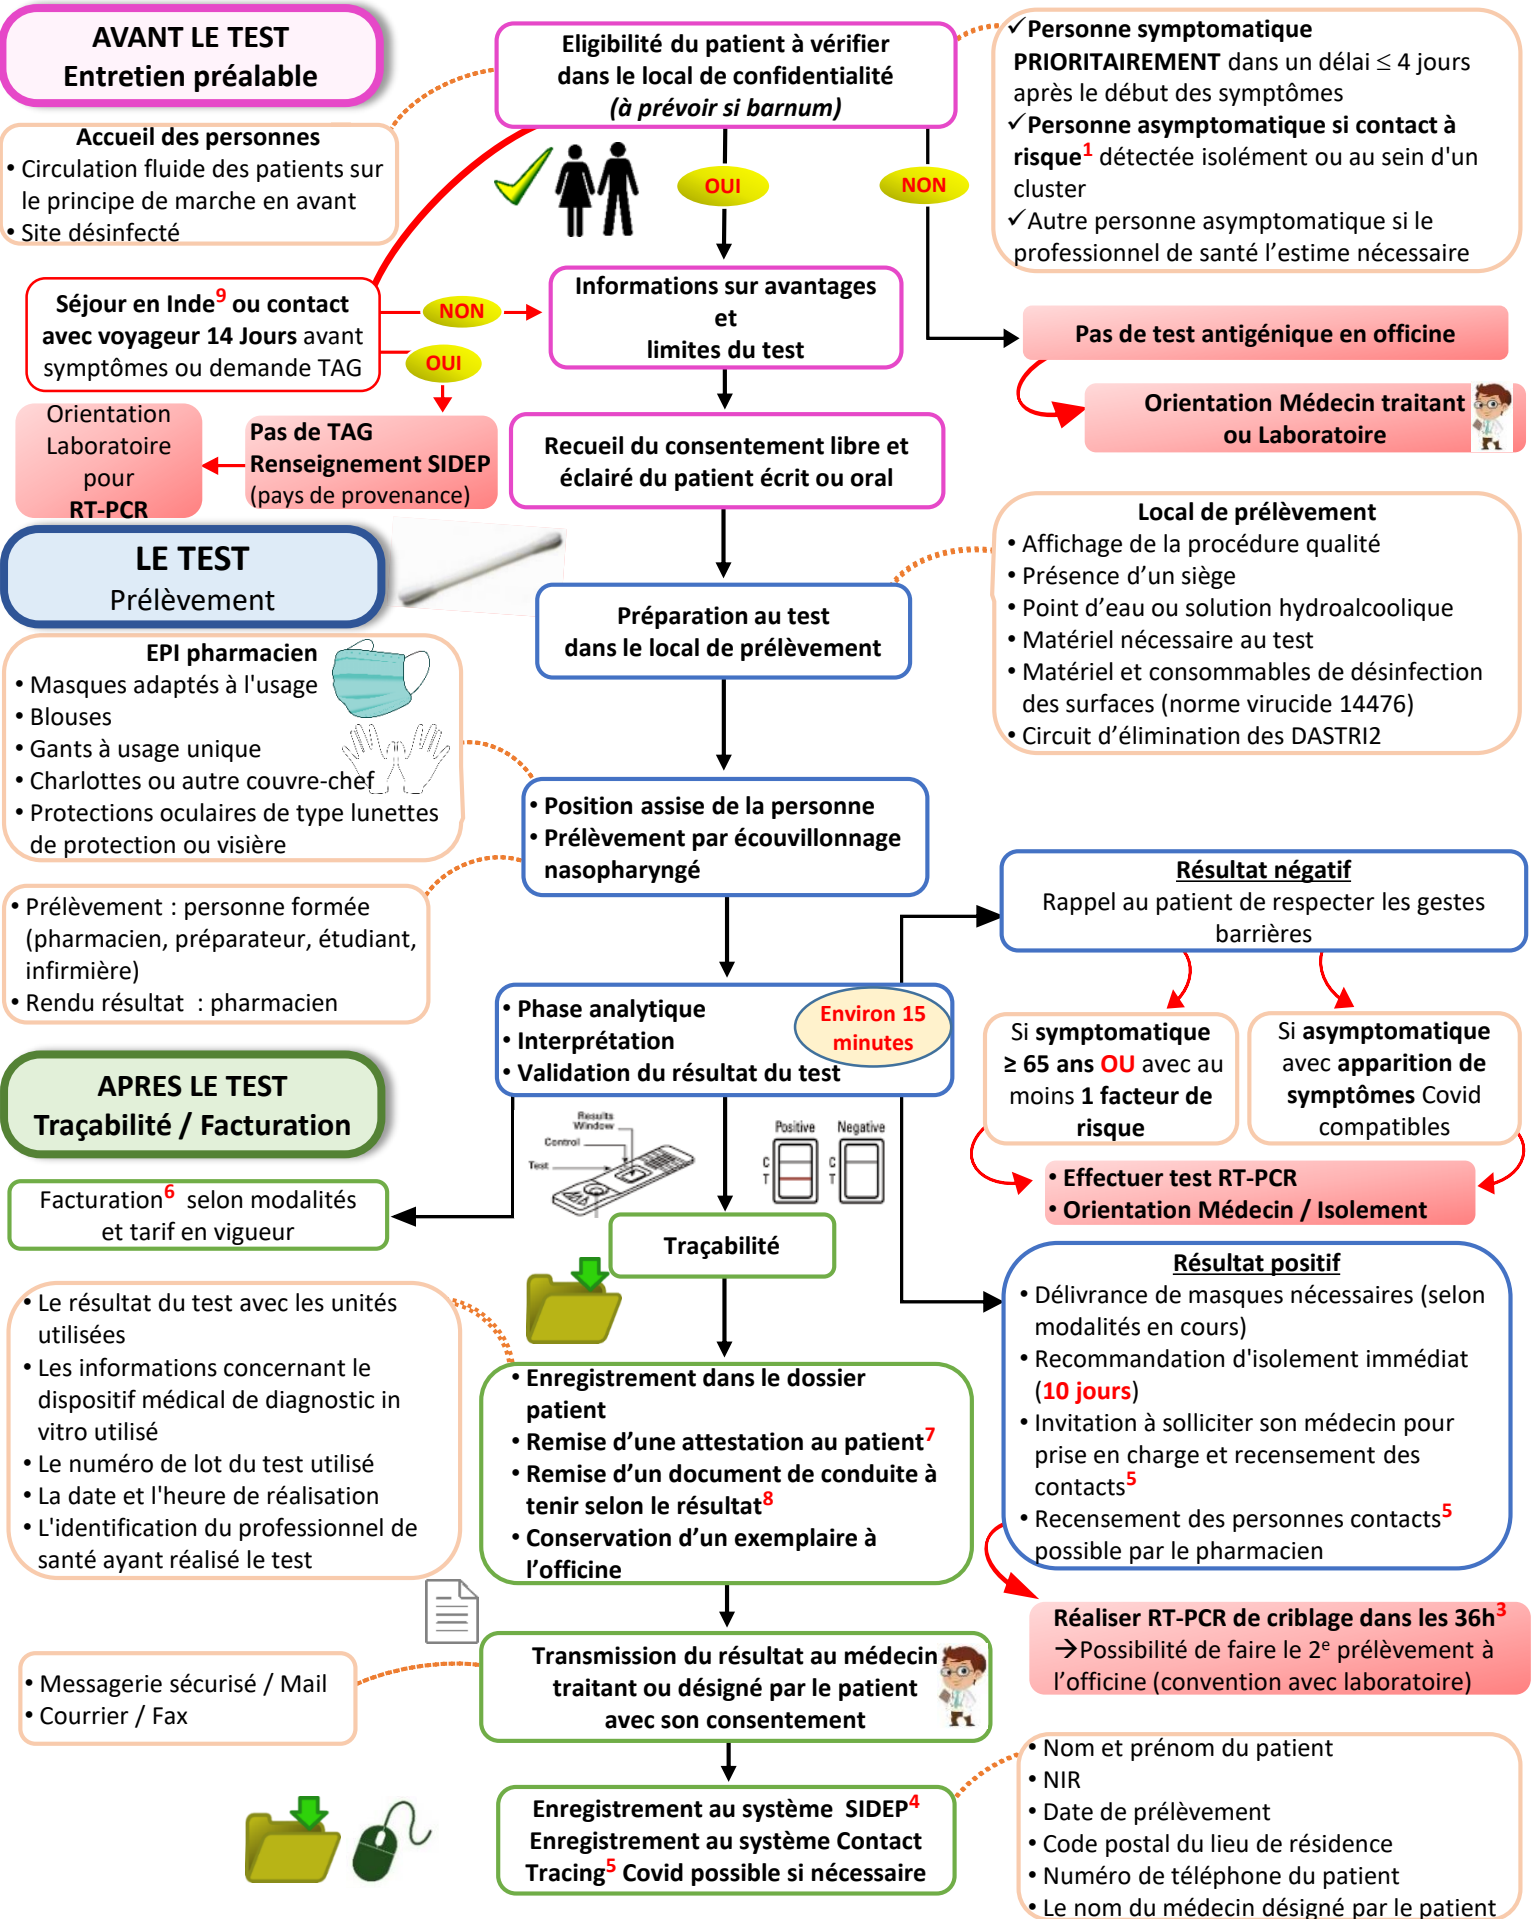 AVANT LE TEST
Entretien préalable
Accueil des personnes
• Circulation fluide des patients sur
le principe de marche en avant
• Site désinfecté
Eligibilité du patient à vérifier
dans le local de confidentialité
(à prévoir si barnum)
✓Personne symptomatique
PRIORITAIREMENT dans un délai ≤ 4 jours
après le début des symptômes
✓Personne asymptomatique si contact à
risque1 détectée isolément ou au sein d'un
cluster
✓Autre personne asymptomatique si le
professionnel de santé l’estime nécessaire
OUI
NON
Séjour en Inde9 ou contact
avec voyageur 14 Jours avant
symptômes ou demande TAG
NON
OUI
Informations sur avantages
et
limites du test
Pas de test antigénique en officine
Orientation Médecin traitant
ou Laboratoire
Orientation
Laboratoire
pour
RT-PCR
Pas de TAG
Renseignement SIDEP
(pays de provenance)
Recueil du consentement libre et
éclairé du patient écrit ou oral
LE TEST
Prélèvement
Préparation au test
dans le local de prélèvement
Local de prélèvement
• Affichage de la procédure qualité
• Présence d’un siège
• Point d’eau ou solution hydroalcoolique
• Matériel nécessaire au test
• Matériel et consommables de désinfection
des surfaces (norme virucide 14476)
• Circuit d’élimination des DASTRI2
EPI pharmacien
• Masques adaptés à l'usage
• Blouses
• Gants à usage unique
• Charlottes ou autre couvre-chef
• Protections oculaires de type lunettes
de protection ou visière
• Position assise de la personne
• Prélèvement par écouvillonnage
nasopharyngé
• Prélèvement : personne formée
(pharmacien, préparateur, étudiant,
infirmière)
• Rendu résultat : pharmacien
Résultat négatif
Rappel au patient de respecter les gestes
barrières
• Phase analytique
• Interprétation
• Validation du résultat du test
Environ 15
minutes
Si symptomatique
≥ 65 ans OU avec au
moins 1 facteur de
risque
Si asymptomatique
avec apparition de
symptômes Covid
compatibles
• Effectuer test RT-PCR
• Orientation Médecin / Isolement
APRES LE TEST
Traçabilité / Facturation
Results
Window
Control
Test
Positive
Negative
C
T
C
T
Facturation6 selon modalités
et tarif en vigueur
Traçabilité
Résultat positif
• Délivrance de masques nécessaires (selon
modalités en cours)
• Recommandation d'isolement immédiat
(10 jours)
• Invitation à solliciter son médecin pour
prise en charge et recensement des
contacts5
• Recensement des personnes contacts5
possible par le pharmacien
• Le résultat du test avec les unités
utilisées
• Les informations concernant le
dispositif médical de diagnostic in
vitro utilisé
• Le numéro de lot du test utilisé
• La date et l'heure de réalisation
• L'identification du professionnel de
santé ayant réalisé le test
• Enregistrement dans le dossier
patient
• Remise d’une attestation au patient7
• Remise d’un document de conduite à
tenir selon le résultat8
• Conservation d’un exemplaire à
l’officine
Réaliser RT-PCR de criblage dans les 36h3
→Possibilité de faire le 2e prélèvement à
l’officine (convention avec laboratoire)
• Messagerie sécurisé / Mail
• Courrier / Fax
Transmission du résultat au médecin
traitant ou désigné par le patient
avec son consentement
Enregistrement au système SIDEP4
Enregistrement au système Contact
Tracing5 Covid possible si nécessaire
• Nom et prénom du patient
• NIR
• Date de prélèvement
• Code postal du lieu de résidence
• Numéro de téléphone du patient
• Le nom du médecin désigné par le patient